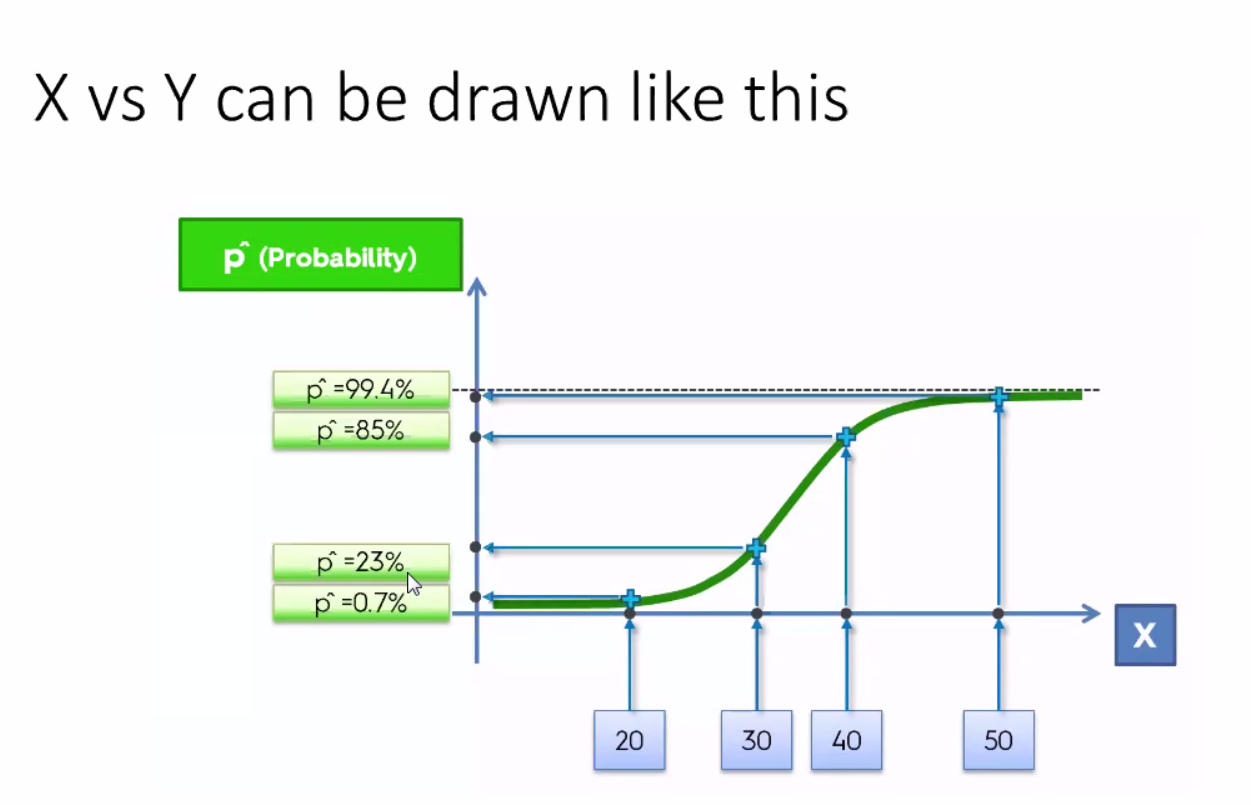 X vs Y can be drawn like this
p̂ (Probability)
p̂ =99.4%
p̂ =85%
p̂ =23%
p̂ =0.7%
X
20
30
40
50